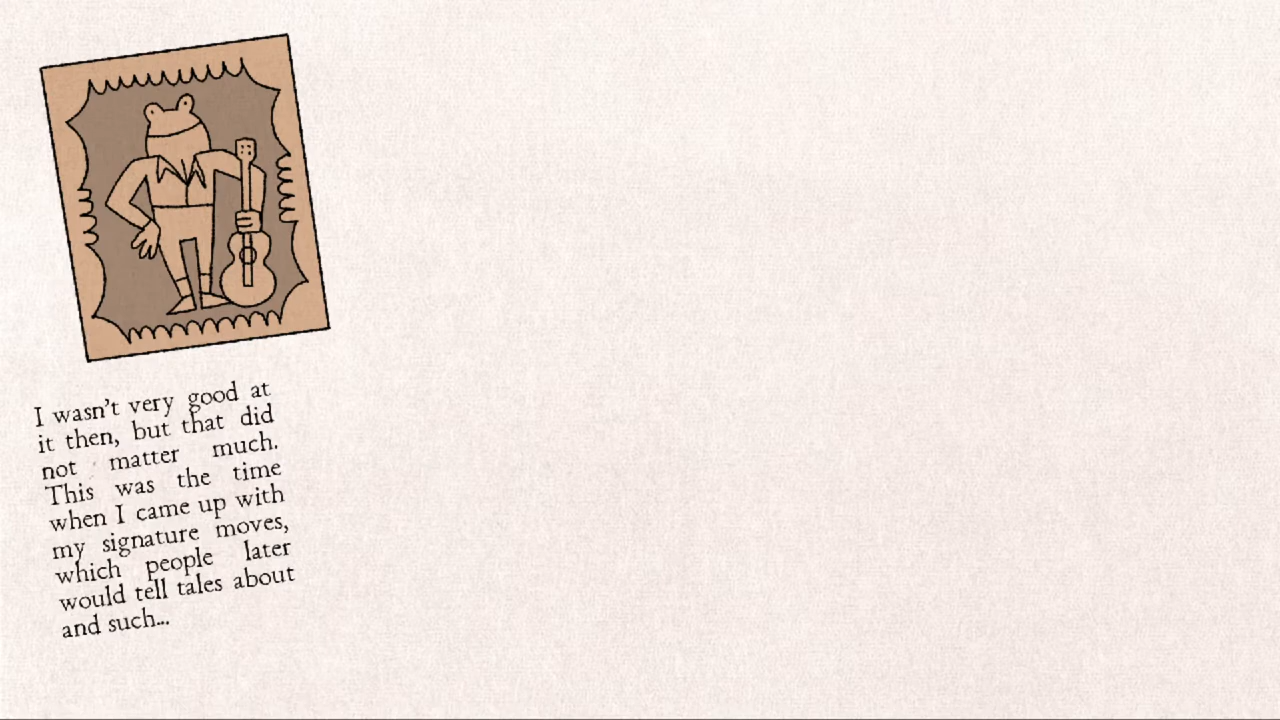 I wasn't very good at
it then, but that did
not matter much.
This was the time
when I came up with
my signature moves,
which people later
would tell tales about
and such...